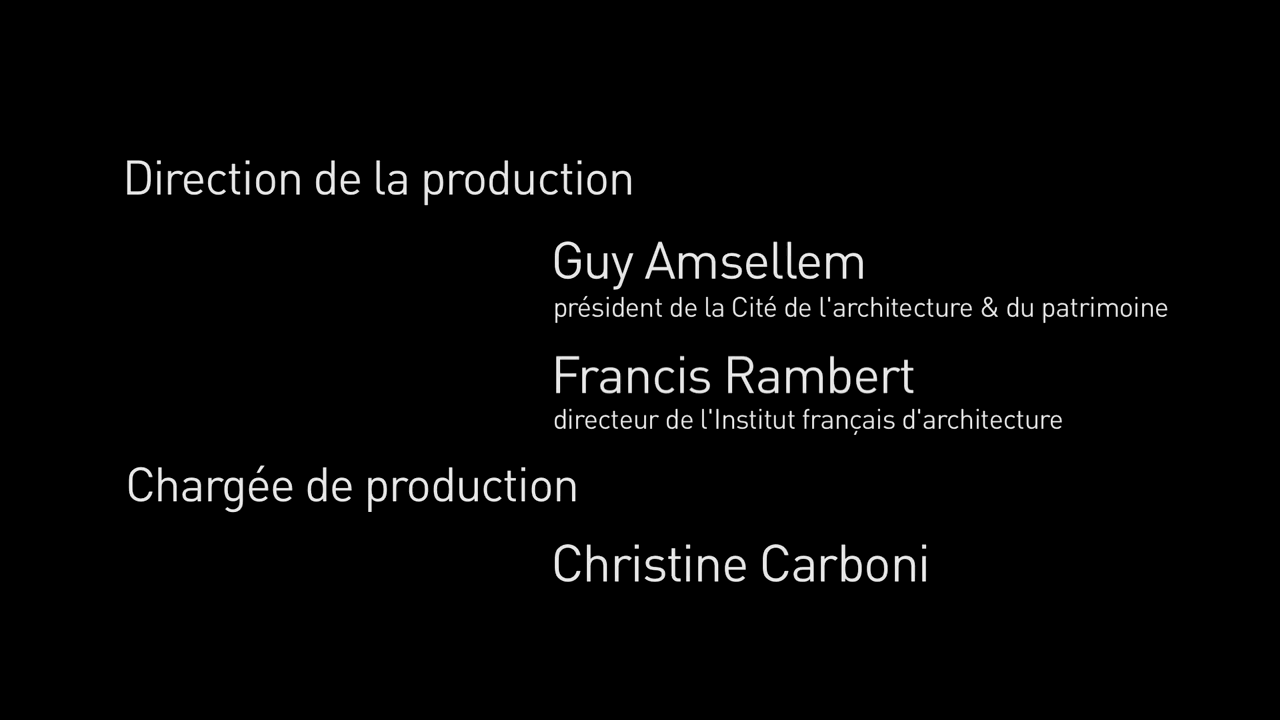 Direction de la production
Guy Amsellem
président de la Cité de l'architecture & du patrimoine
Francis Rambert
directeur de l'Institut français d'architecture
Chargée de production
Christine Carboni